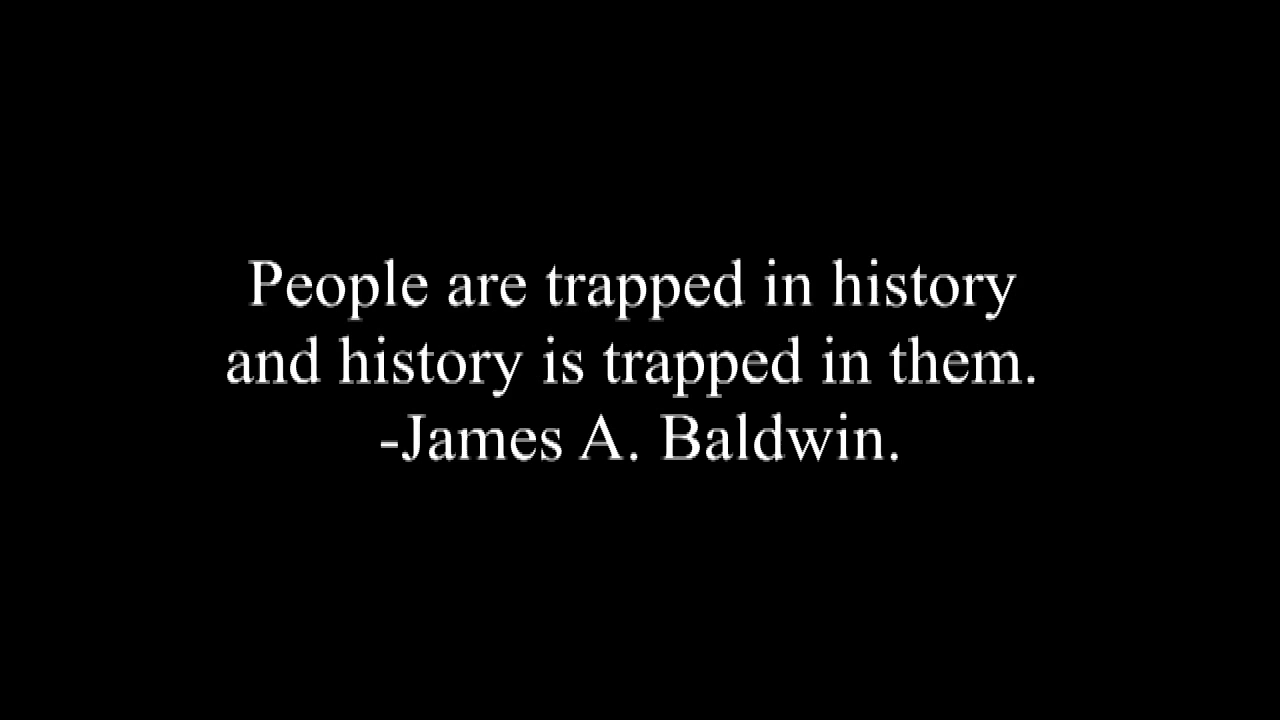 People are trapped in history
and history is trapped in them.
-James A. Baldwin.